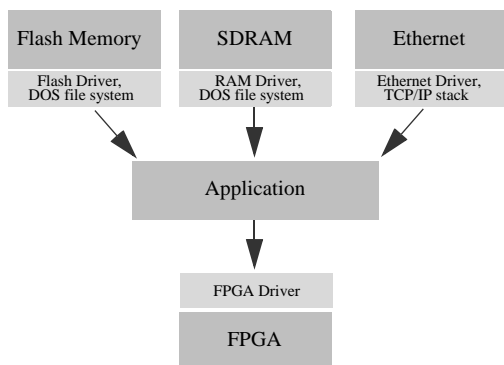 Flash Memory
Flash Driver,
DOS file system
SDRAM
RAM Driver,
DOS file system
Ethernet
Ethernet Driver,
TCP/IP stack
Application
FPGA Driver
FPGA